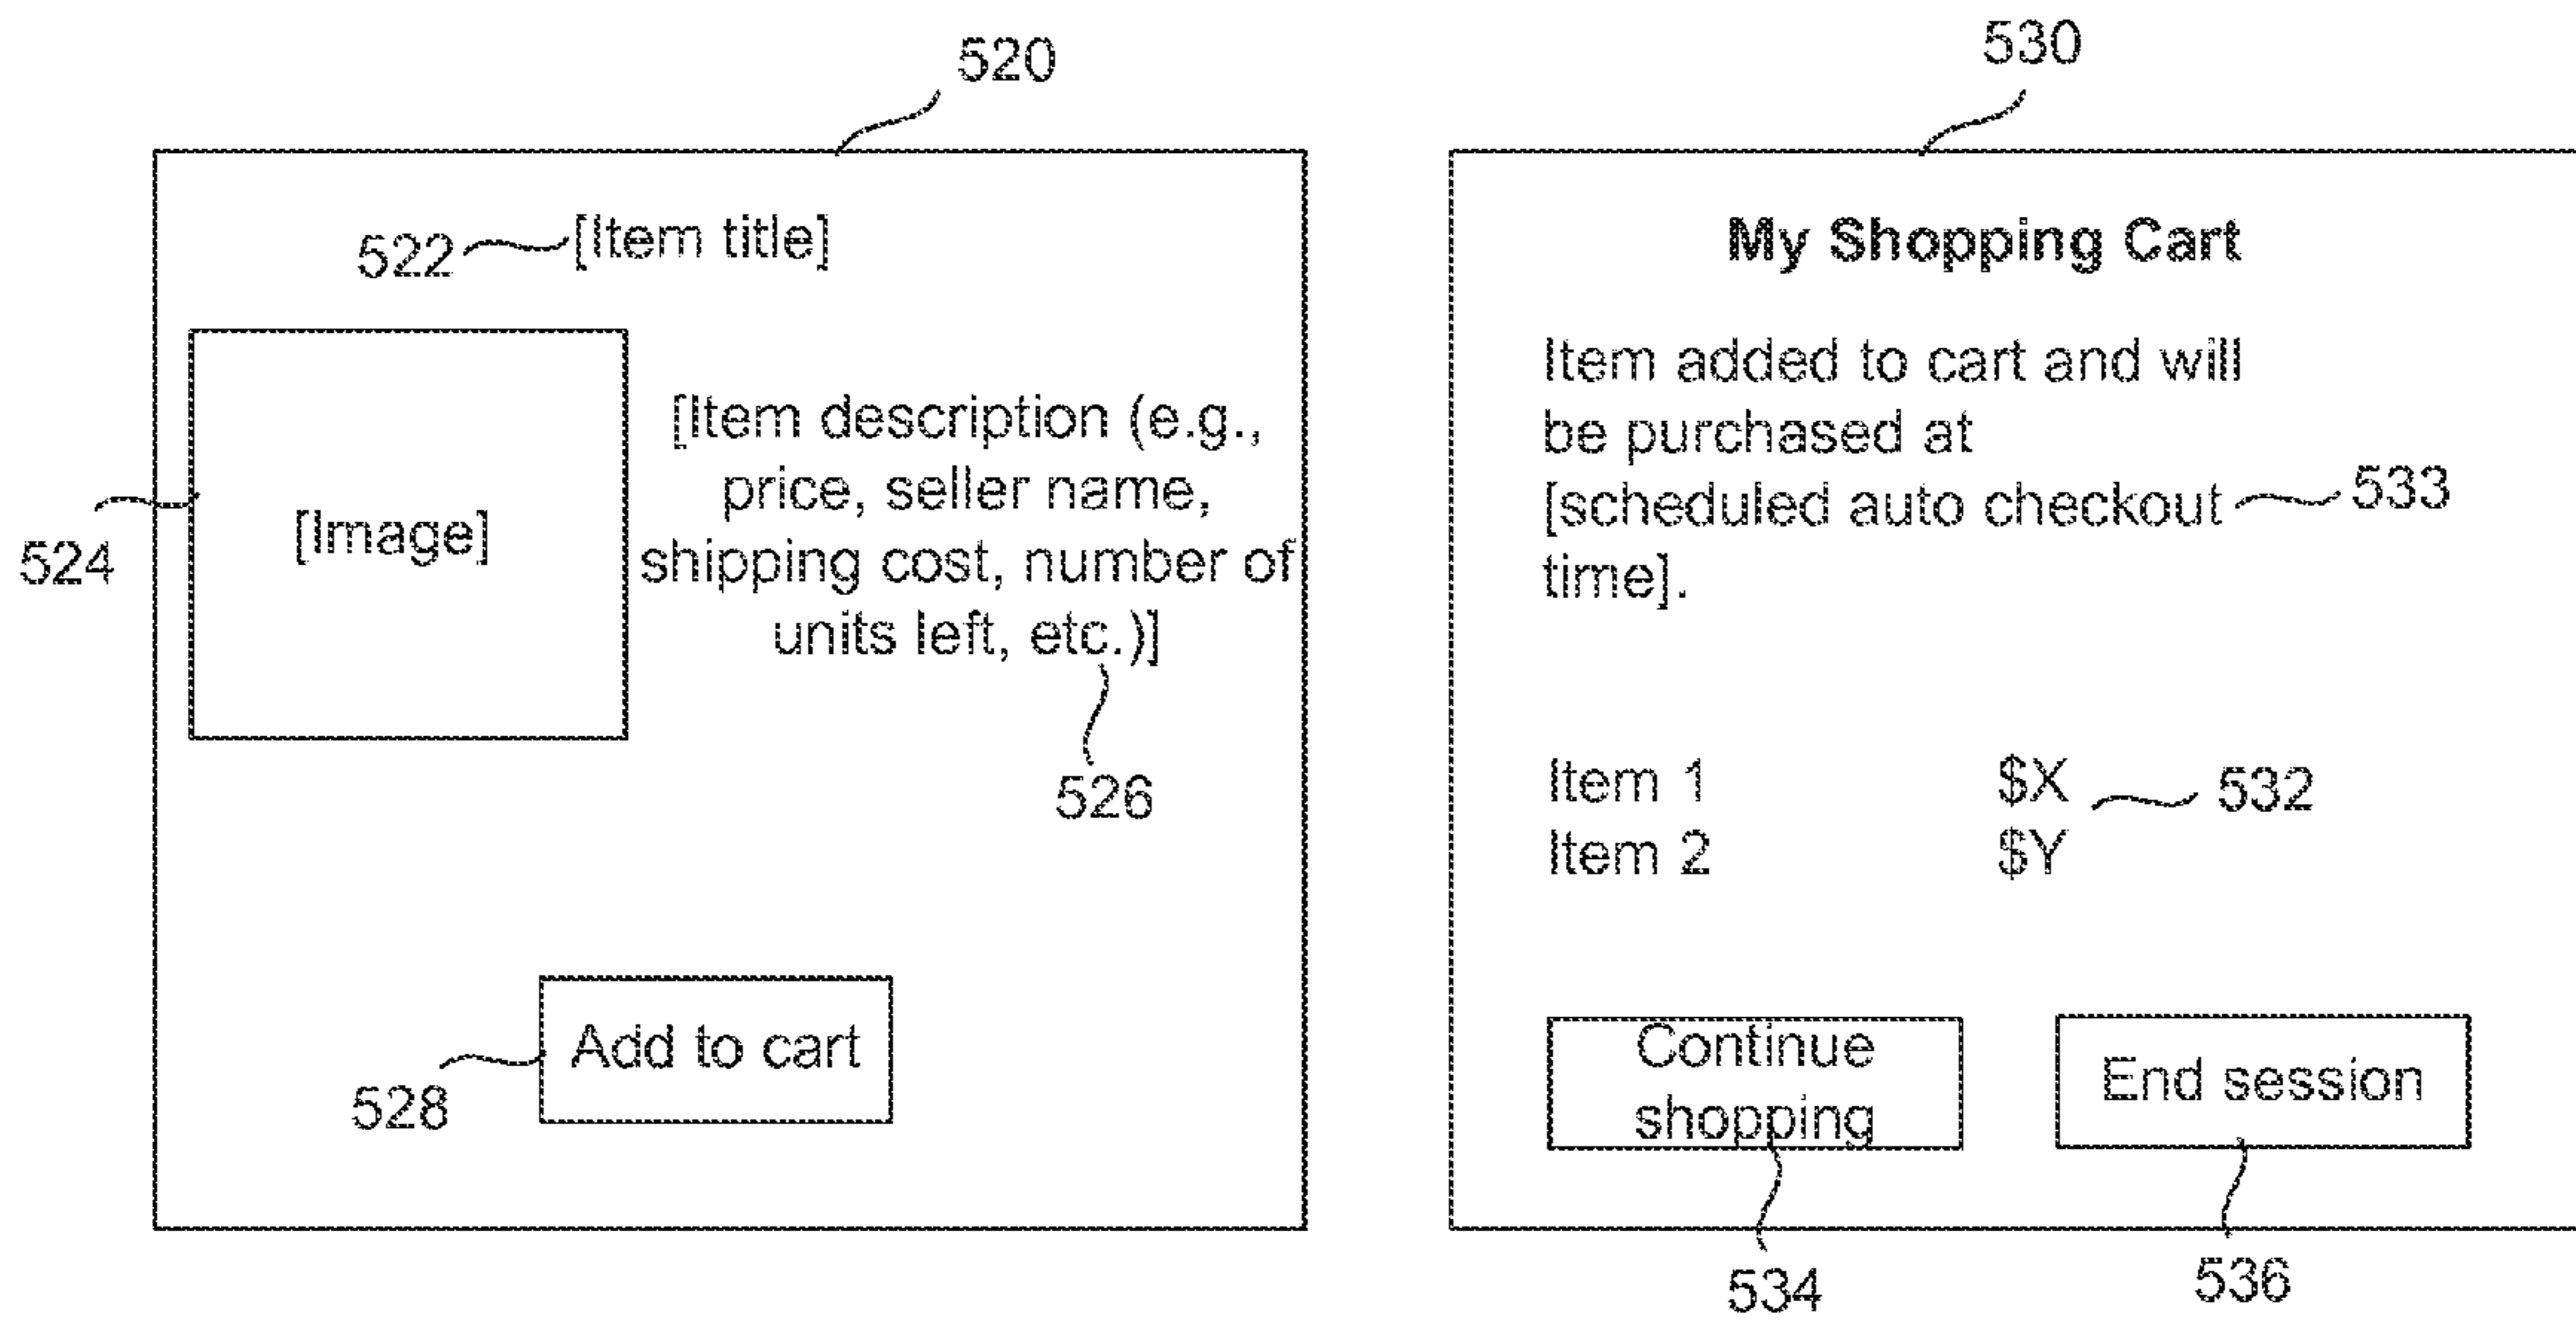 520
522 [Item title]
524
[Image]
[Item description (e.g.,
price, seller name,
shipping cost, number of
units left, etc.)]
526
Add to cart
528
530
My Shopping Cart
Item added to cart and will
be purchased at
[scheduled auto checkout 533
time].
Item 1 $X 532
Item 2 $Y
Continue
shopping
End session
534
536